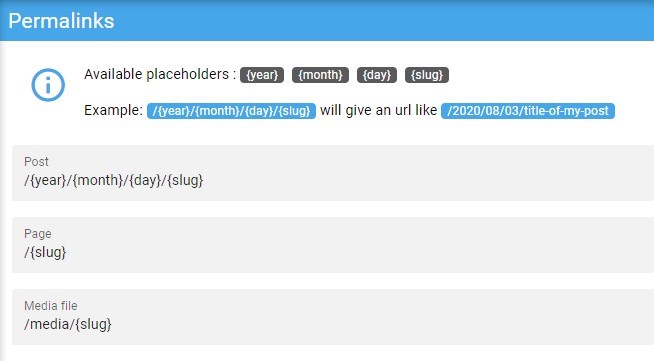 Permalinks
Available placeholders : {year} {month} {day} {slug}
Example: /{year}/{month}/{day}/{slug} will give an url like /2020/08/03/title-of-my-post
Post
/{year}/{month}/{day}/{slug}
Page
/{slug}
Media file
/media/{slug}